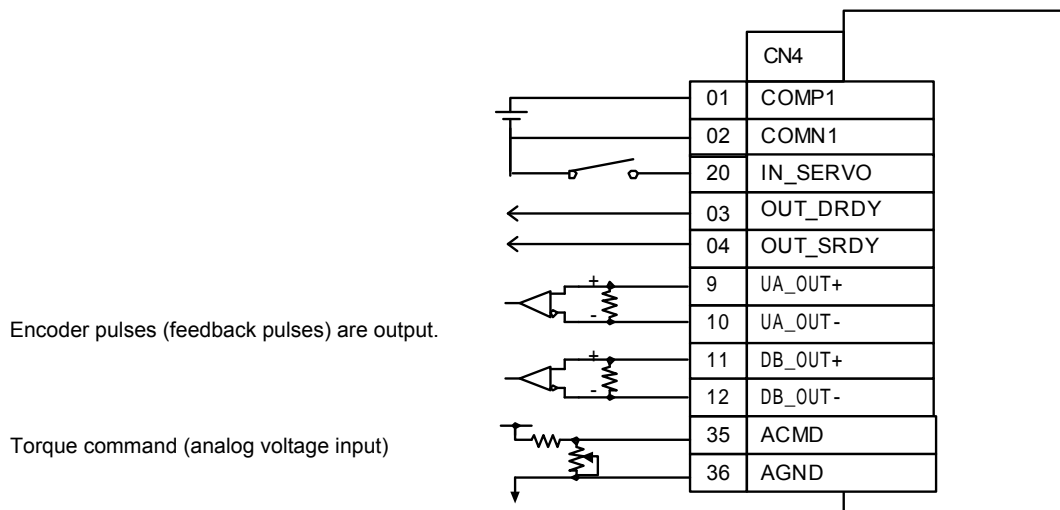 CN4
01 COMP1
02 COMN1
20 IN_SERVO
03 OUT_DRDY
04 OUT_SRDY
+
9 UA_OUT+
-
Encoder pulses (feedback pulses) are output.
10 UA_OUT-
+
11 DB_OUT+
-
12 DB_OUT-
Torque command (analog voltage input)
35 ACMD
36 AGND